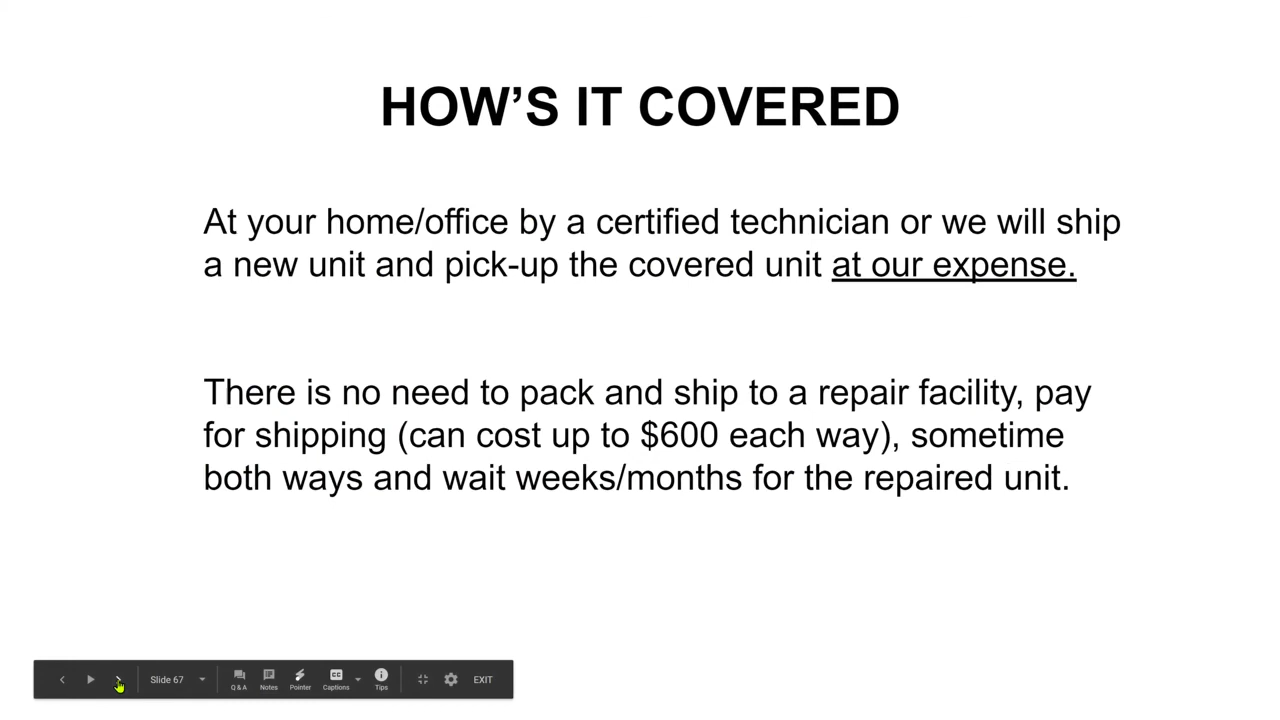 HOW’S IT COVERED
At your home/office by a certified technician or we will ship
a new unit and pick-up the covered unit at our expense.
There is no need to pack and ship to a repair facility, pay
for shipping (can cost up to $600 each way), sometime
both ways and wait weeks/months for the repaired unit.
Slide 67
Q & A
Notes
Pointer
CC
Captions
Tips
EXIT